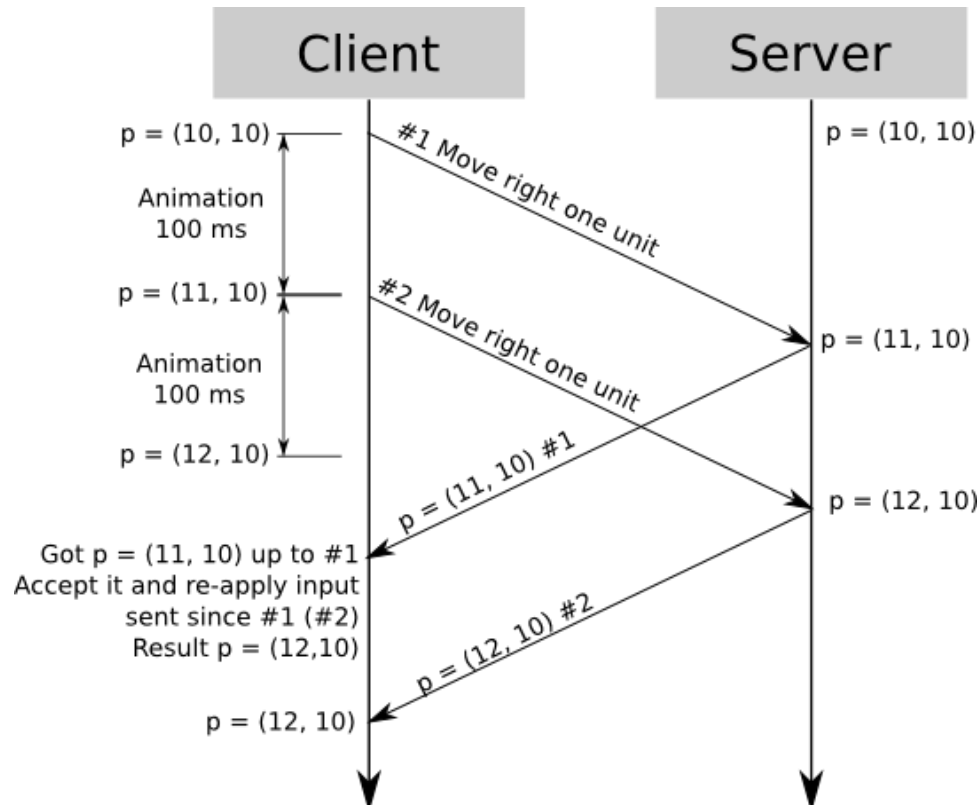 Client
Server
p = (10, 10)
#1 Move right one unit
p = (10, 10)
Animation
100 ms
p = (11, 10)
#2 Move right one unit
p = (11, 10)
Animation
100 ms
p = (12, 10)
p = (11, 10) #1
p = (12, 10)
Got p = (11, 10) up to #1
Accept it and re-apply input
sent since #1 (#2)
Result p = (12,10)
p = (12, 10) #2
p = (12, 10)